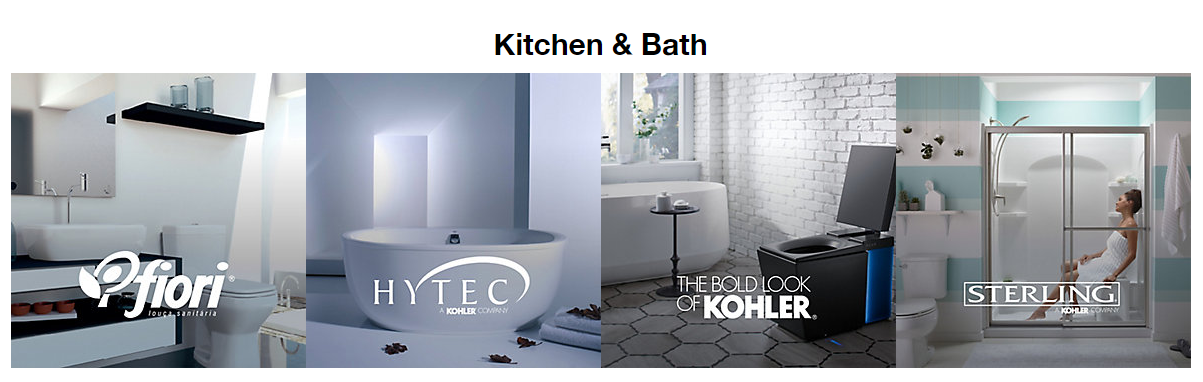 Kitchen & Bath
fiori®
louça sanitária
HYTEC
A KOHLER COMPANY
THE BOLD LOOK
OF KOHLER®
STERLING
A KOHLER COMPANY